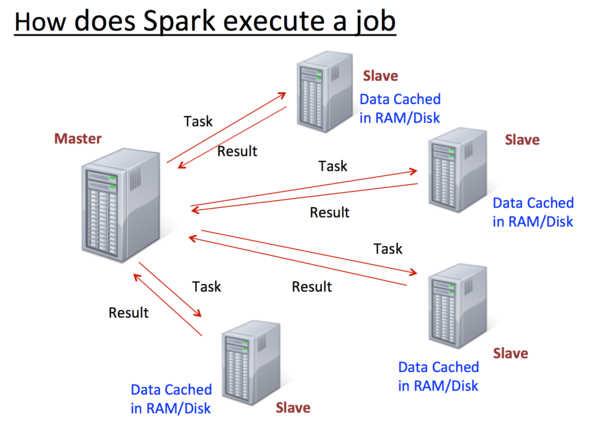 How does Spark execute a job
Slave
Data Cached
in RAM/Disk
Task
Result
Master
Slave
Data Cached
in RAM/Disk
Task
Result
Task
Result
Slave
Data Cached
in RAM/Disk
Task
Result
Data Cached
in RAM/Disk
Slave